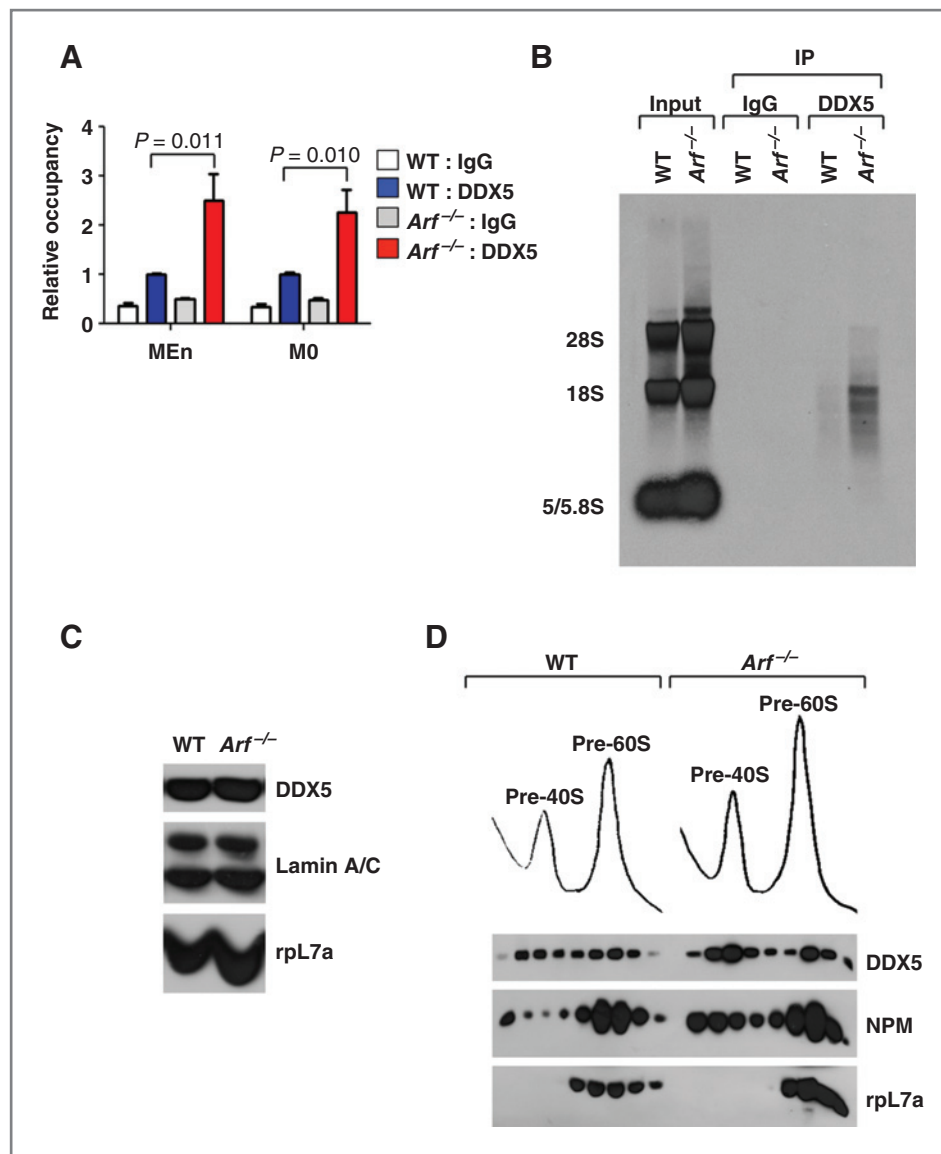 A
Relative occupancy
4
3
2
1
0
P = 0.011
P = 0.010
MEn
M0
WT : IgG
WT : DDX5
Arf –/– : IgG
Arf –/– : DDX5
B
IP
Input
IgG
DDX5
WT
Arf –/–
WT
Arf –/–
WT
Arf –/–
28S
18S
5/5.8S
C
WT Arf –/–
DDX5
Lamin A/C
rpL7a
D
WT
Arf –/–
Pre-40S
Pre-60S
Pre-40S
Pre-60S
DDX5
NPM
rpL7a